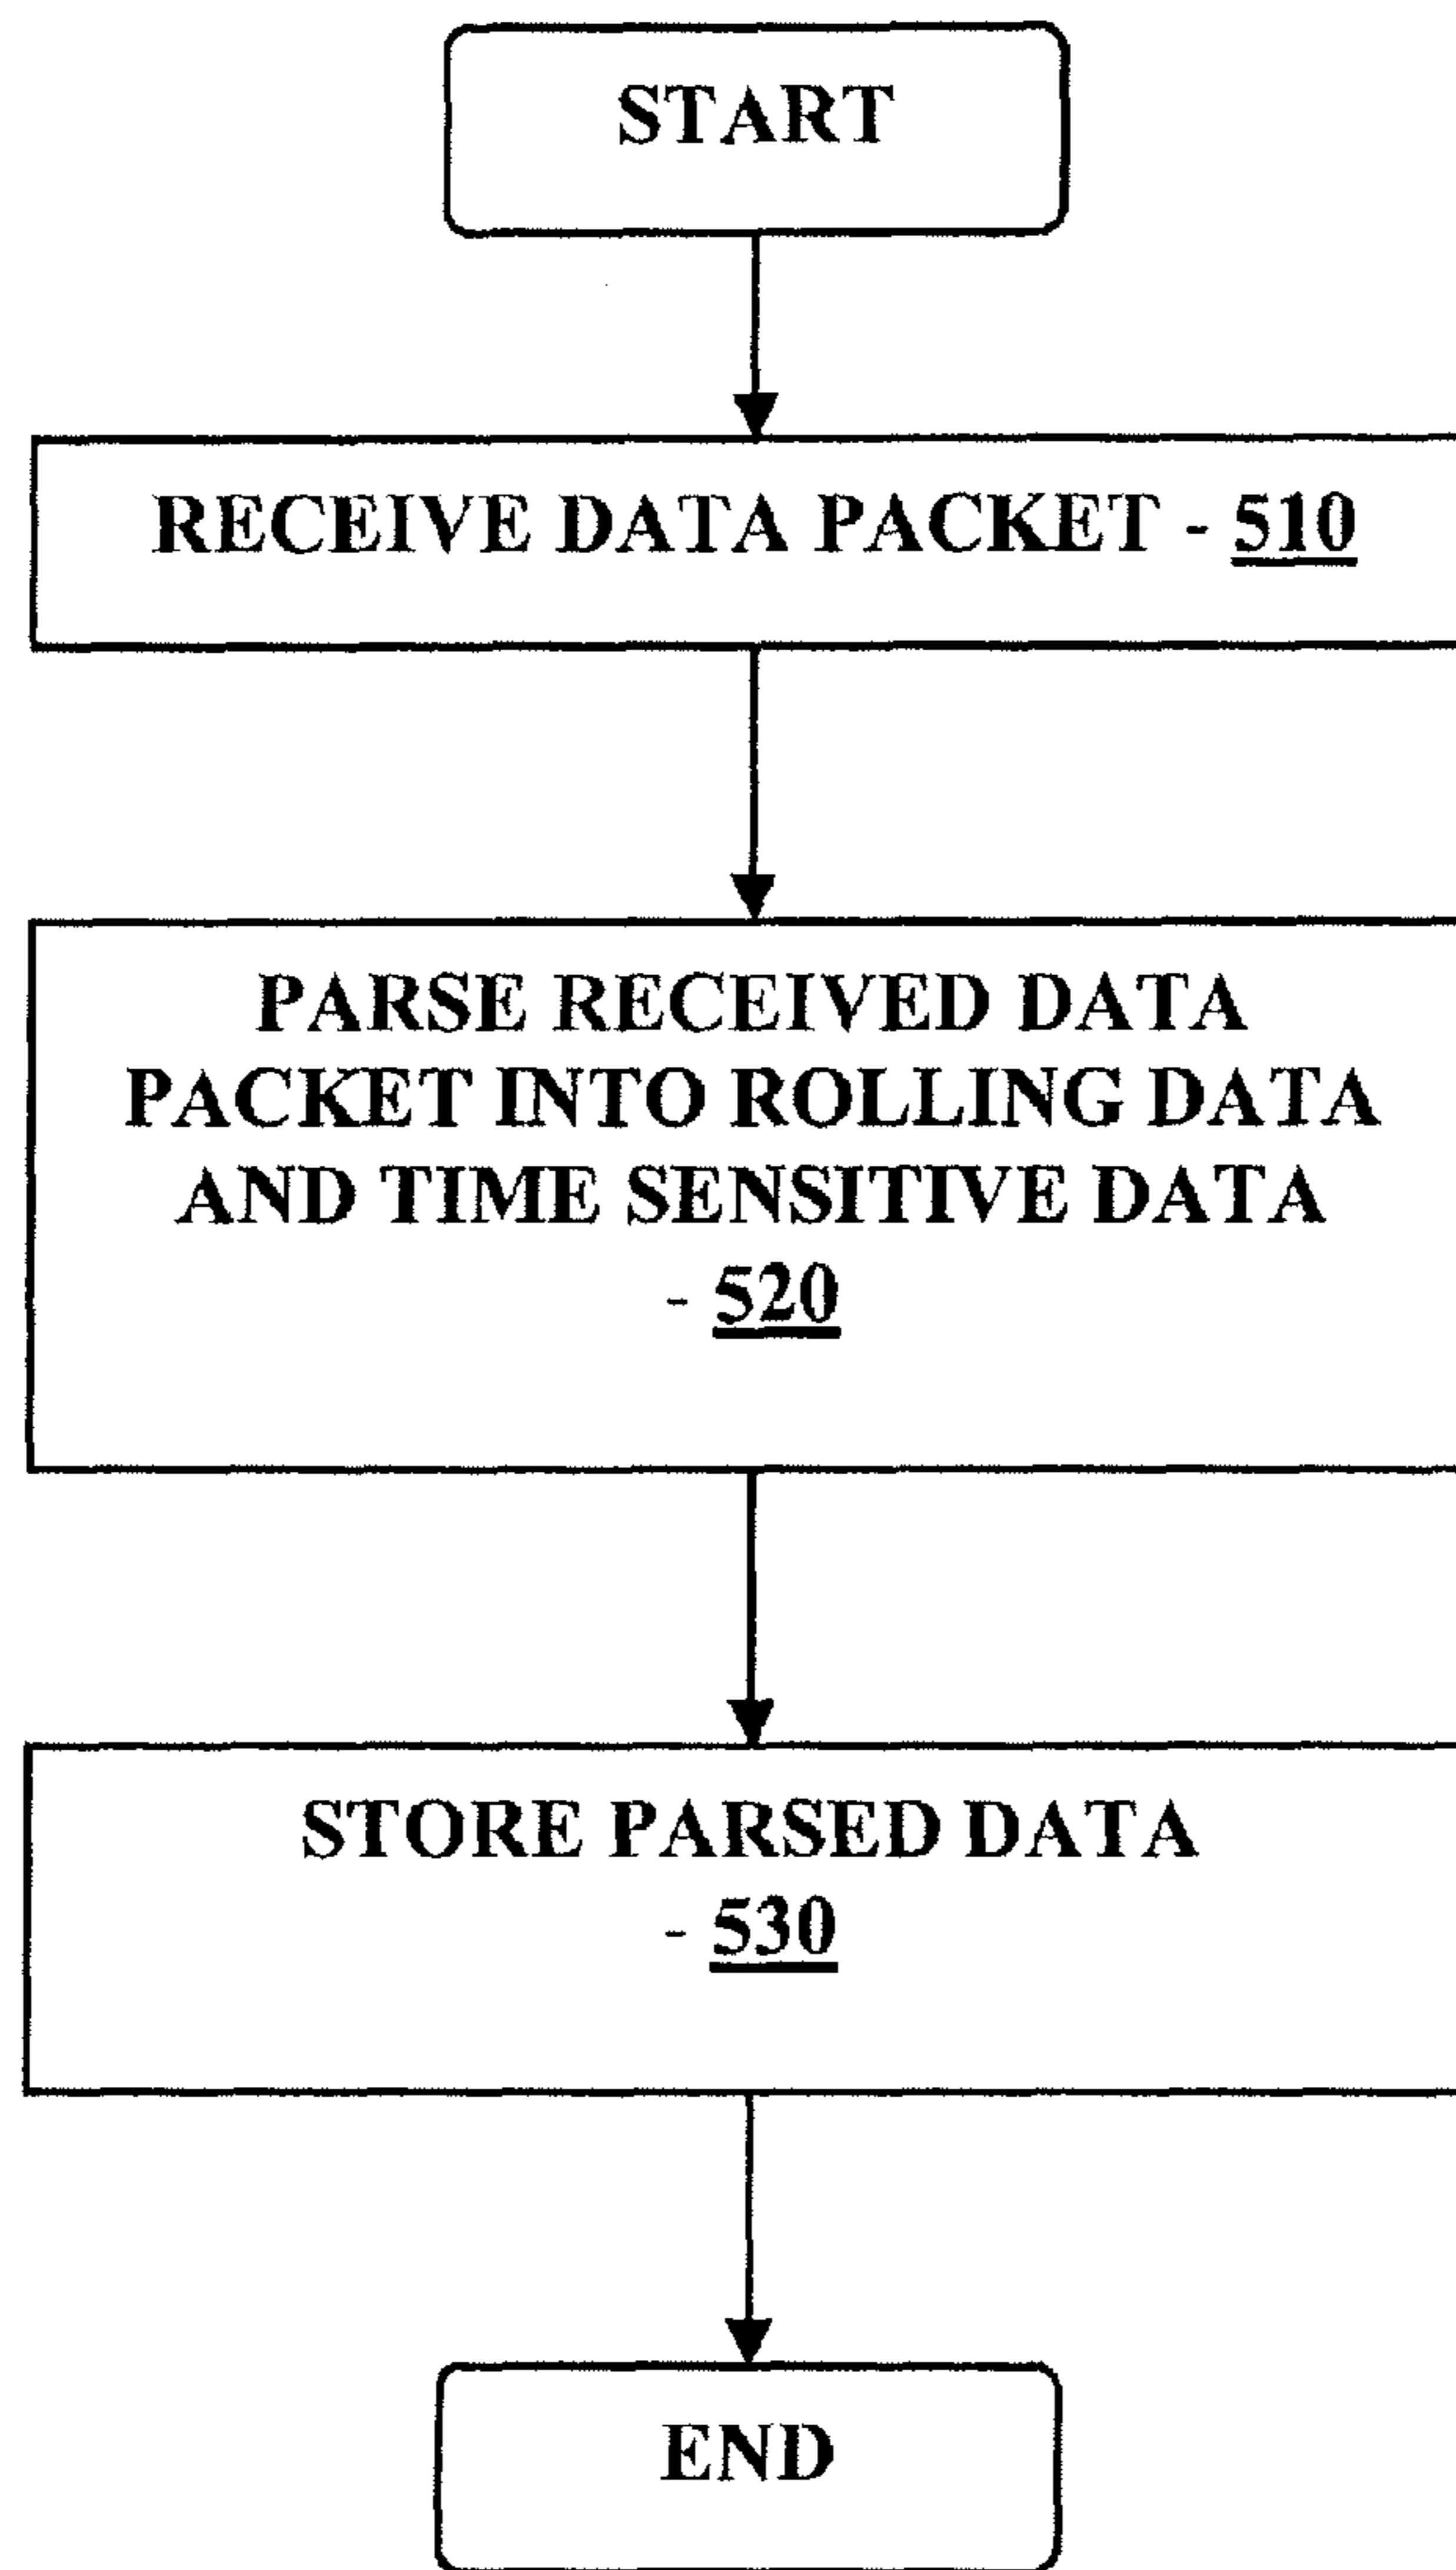 START
RECEIVE DATA PACKET - 510
PARSE RECEIVED DATA
PACKET INTO ROLLING DATA
AND TIME SENSITIVE DATA
- 520
STORE PARSED DATA
- 530
END